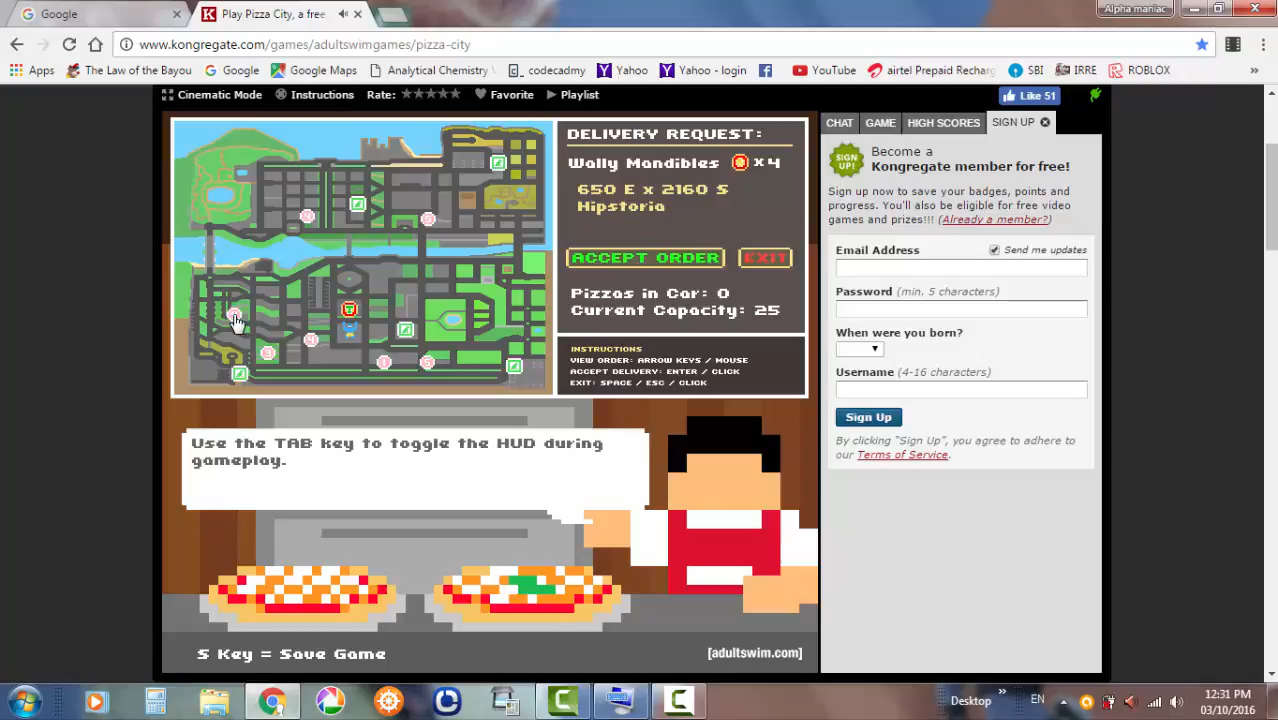 Google
Play Pizza City, a free
Alpha maniac
www.kongregate.com/games/adultswimgames/pizza-city
Apps The Law of the Bayou Google Google Maps Analytical Chemistry codecadmy Yahoo Yahoo - login YouTube airtel Prepaid Recharg SBI IRRE ROBLOX »
Cinematic Mode Instructions Rate: Favorite Playlist Like 51
DELIVERY REQUEST:
Wally Mandibles x4
650 E x 2160 S
Hipstoria
ACCEPT ORDER EXIT
Pizzas in Car: 0
Current Capacity: 25
INSTRUCTIONS
VIEW ORDER: ARROW KEYS / MOUSE
ACCEPT DELIVERY: ENTER / CLICK
EXIT: SPACE / ESC / CLICK
Use the TAB key to toggle the HUD during
gameplay.
S Key = Save Game
[adultswim.com]
CHAT GAME HIGH SCORES SIGN UP
SIGN UP!
Become a
Kongregate member for free!
Sign up now to save your badges, points and
progress. You'll also be eligible for free video
games and prizes!!! (Already a member?)
Email Address Send me updates
Password (min. 5 characters)
When were you born?
Username (4-16 characters)
Sign Up
By clicking "Sign Up", you agree to adhere to
our Terms of Service.
Desktop » EN
12:31 PM
03/10/2016